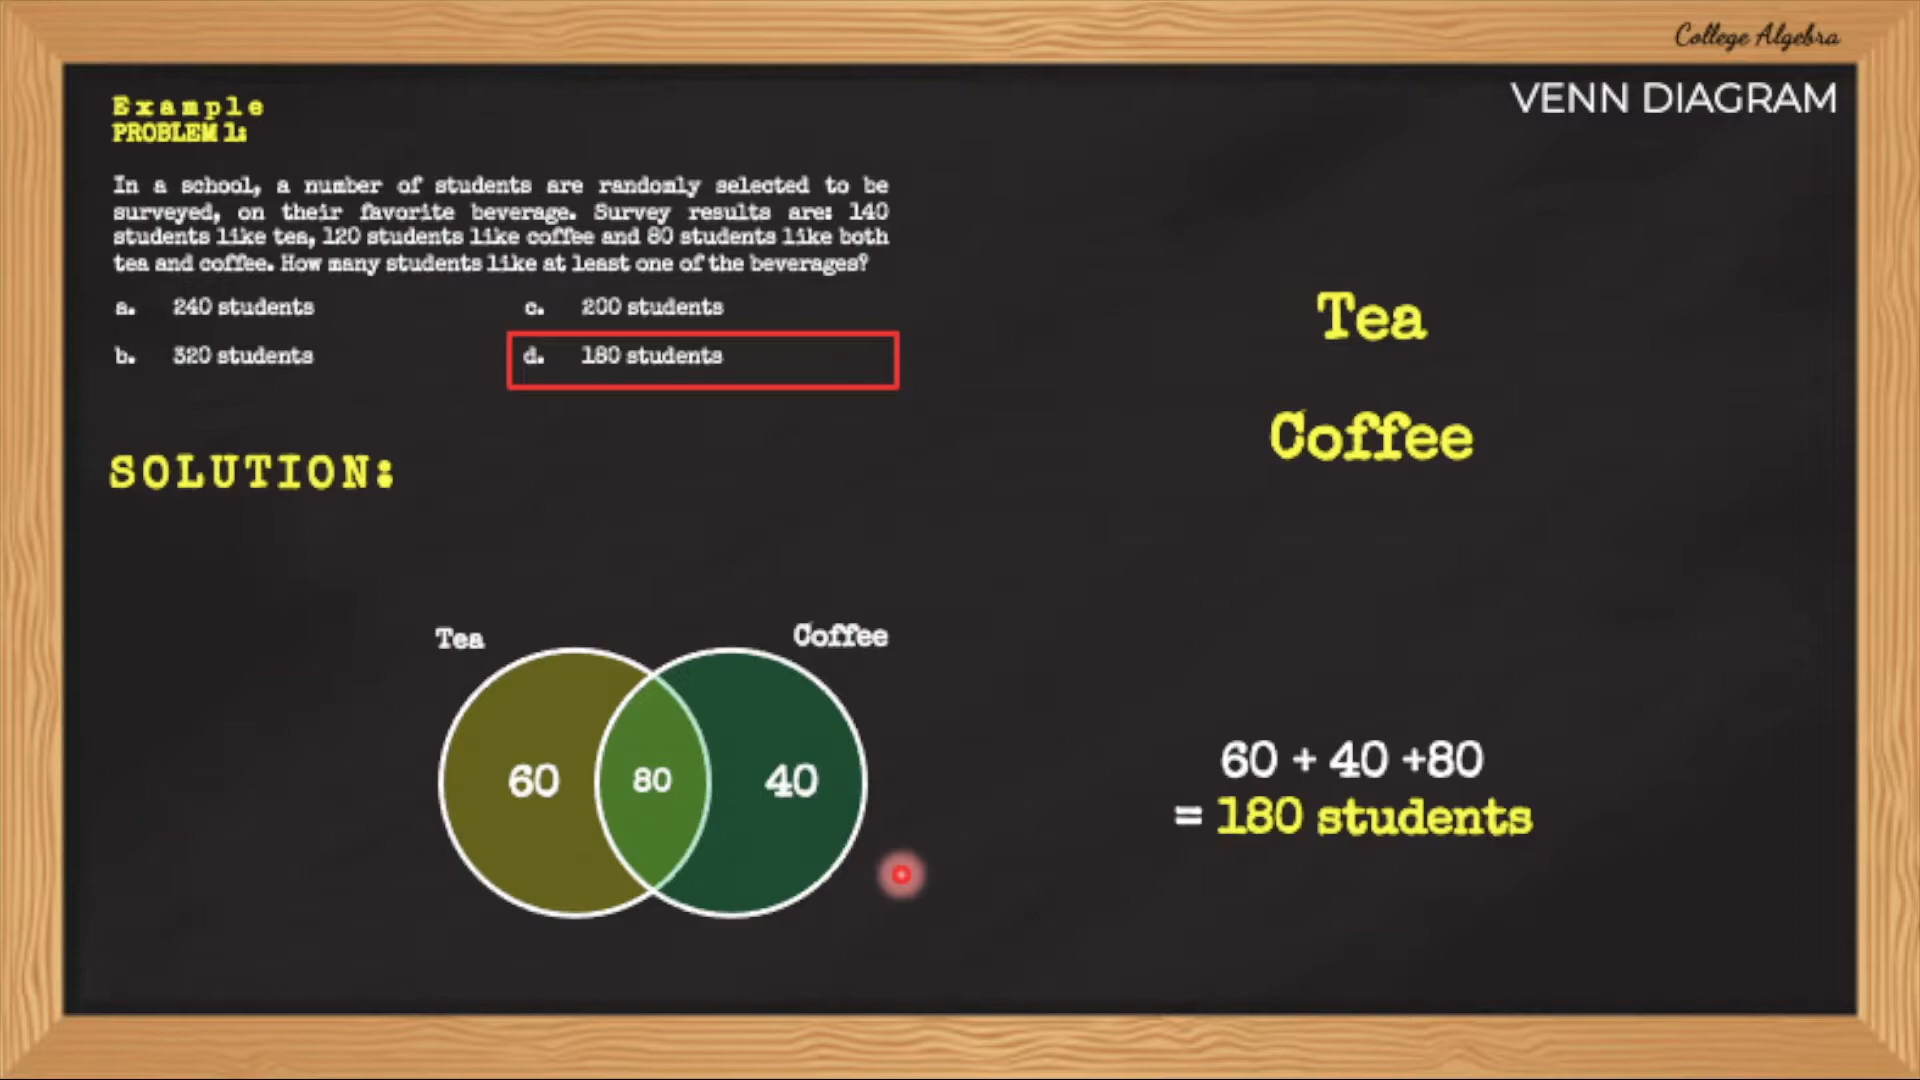 College Algebra
VENN DIAGRAM
Example
PROBLEM 1:
In a school, a number of students are randomly selected to be
surveyed, on their favorite beverage. Survey results are: 140
students like tea, 120 students like coffee and 80 students like both
tea and coffee. How many students like at least one of the beverages?
a. 240 students
c. 200 students
b. 320 students
d. 180 students
Tea
Coffee
SOLUTION:
Tea
Coffee
60
80
40
60 + 40 +80
= 180 students